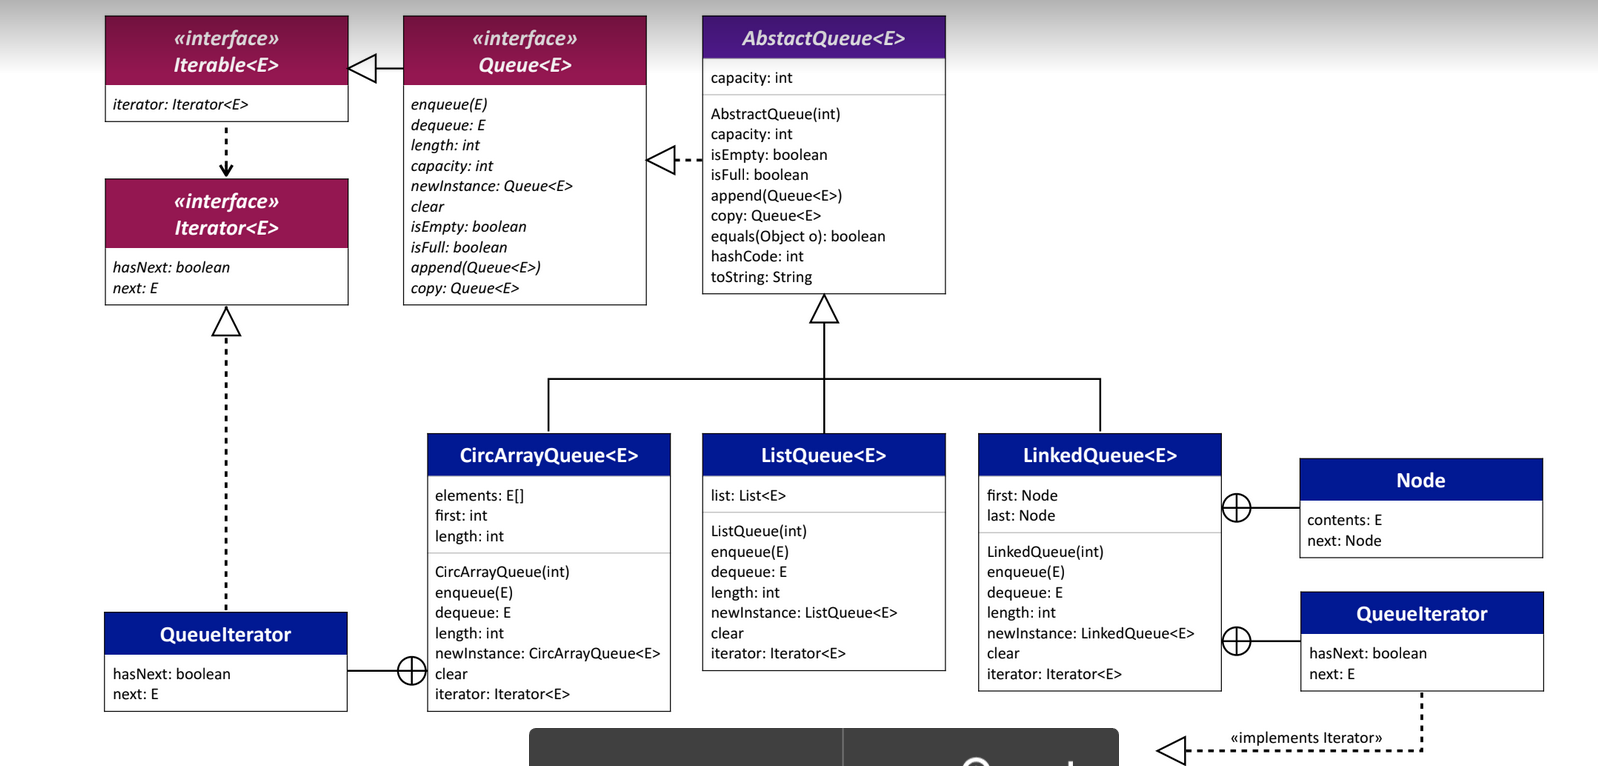 «interface»
Iterable<E>
iterator: Iterator<E>
«interface»
Queue<E>
enqueue(E)
dequeue: E
length: int
capacity: int
newInstance: Queue<E>
clear
isEmpty: boolean
isFull: boolean
append(Queue<E>)
copy: Queue<E>
AbstactQueue<E>
capacity: int
AbstractQueue(int)
capacity: int
isEmpty: boolean
isFull: boolean
append(Queue<E>)
copy: Queue<E>
equals(Object o): boolean
hashCode: int
toString: String
«interface»
Iterator<E>
hasNext: boolean
next: E
CircArrayQueue<E>
elements: E[]
first: int
length: int
CircArrayQueue(int)
enqueue(E)
dequeue: E
length: int
newInstance: CircArrayQueue<E>
clear
iterator: Iterator<E>
ListQueue<E>
list: List<E>
ListQueue(int)
enqueue(E)
dequeue: E
length: int
newInstance: ListQueue<E>
clear
iterator: Iterator<E>
LinkedQueue<E>
first: Node
last: Node
LinkedQueue(int)
enqueue(E)
dequeue: E
length: int
newInstance: LinkedQueue<E>
clear
iterator: Iterator<E>
Node
contents: E
next: Node
QueueIterator
hasNext: boolean
next: E
QueueIterator
hasNext: boolean
next: E
«implements Iterator»